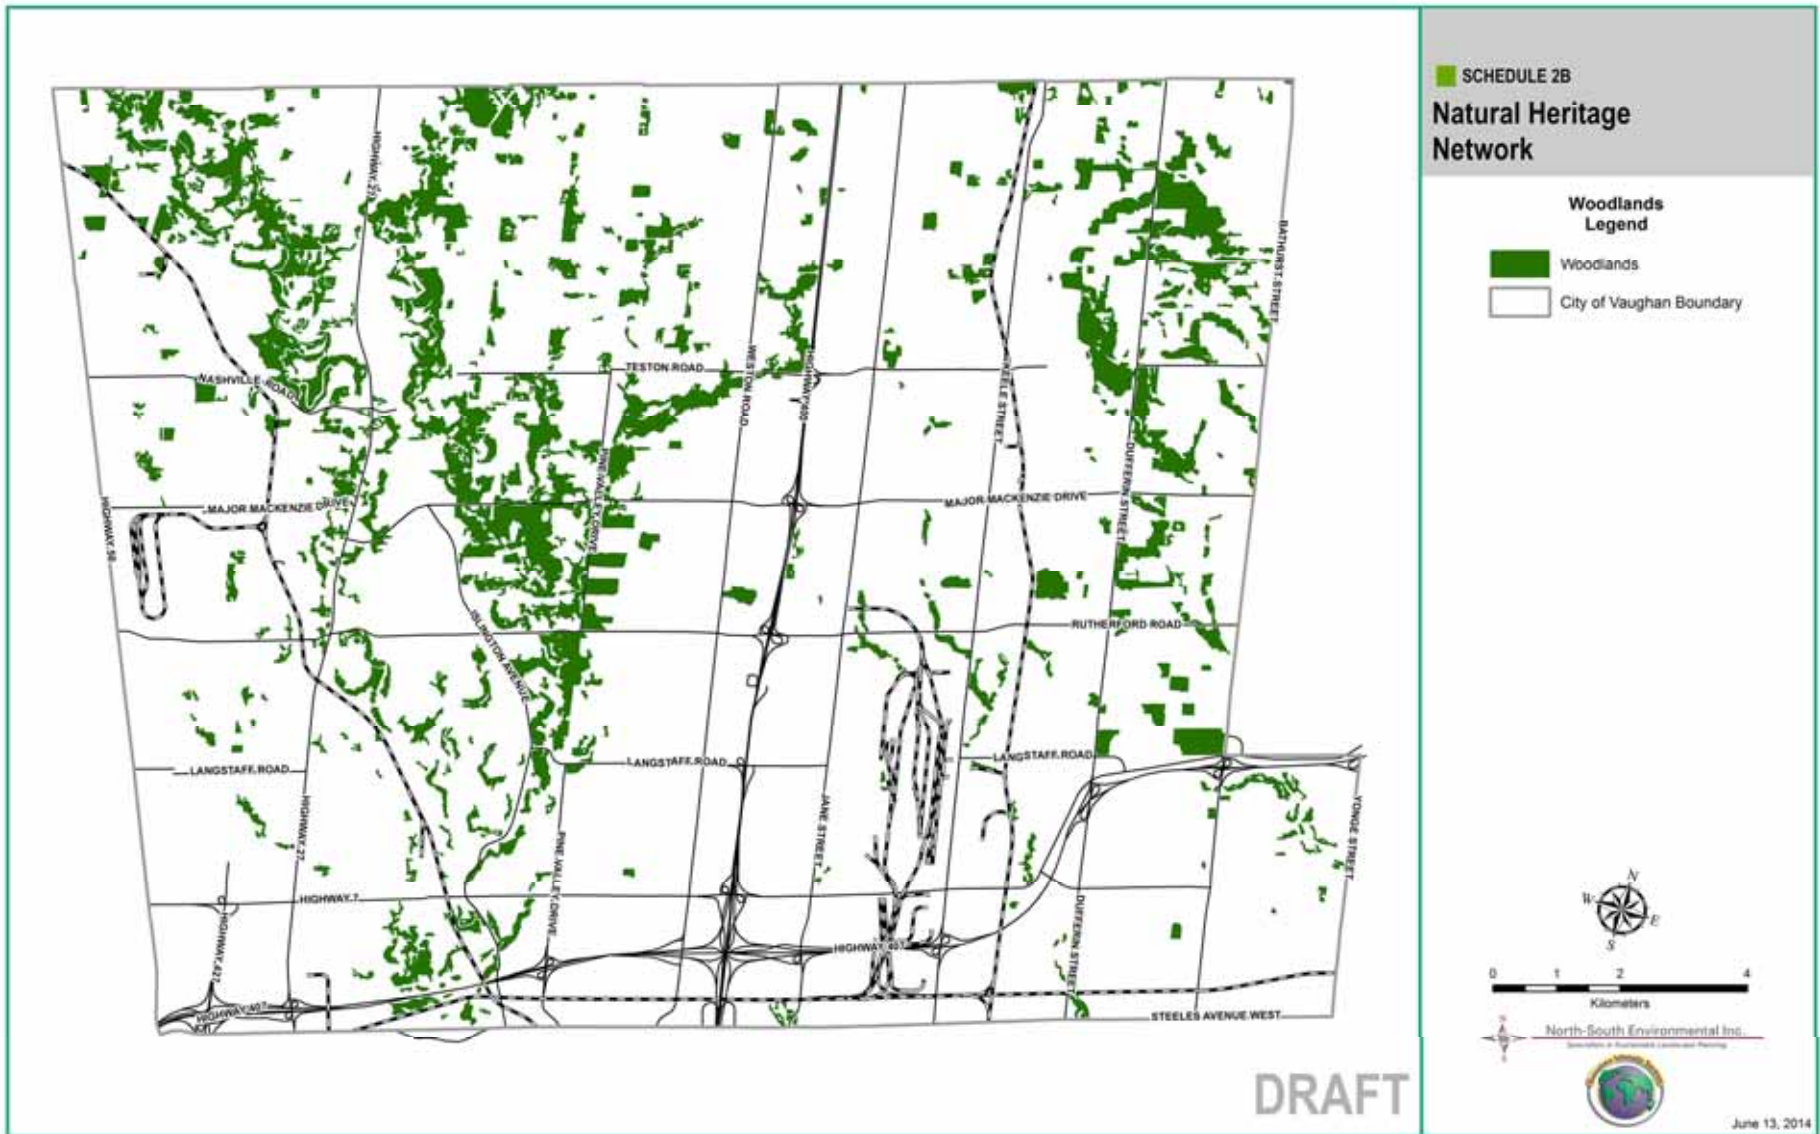 SCHEDULE 2B
Natural Heritage
Network
Woodlands
Legend
Woodlands
City of Vaughan Boundary
HIGHWAY 27
BATHURST STREET
TESTON ROAD
WESTON ROAD
HIGHWAY 400
KEELE STREET
NASHVILLE ROAD
DUFFERIN STREET
PINE VALLEY DRIVE
HIGHWAY 50
MAJOR MACKENZIE DRIVE
MAJOR MACKENZIE DRIVE
ISLINGTON AVENUE
RUTHERFORD ROAD
LANGSTAFF ROAD
LANGSTAFF ROAD
LANGSTAFF ROAD
HIGHWAY 27
JANE STREET
PINE VALLEY DRIVE
YONGE STREET
HIGHWAY 7
HIGHWAY 427
HIGHWAY 407
DUFFERIN STREET
HIGHWAY 407
STEELES AVENUE WEST
N
W
E
S
0 1 2 4
Kilometers
North-South Environmental Inc.
DRAFT
June 13, 2014